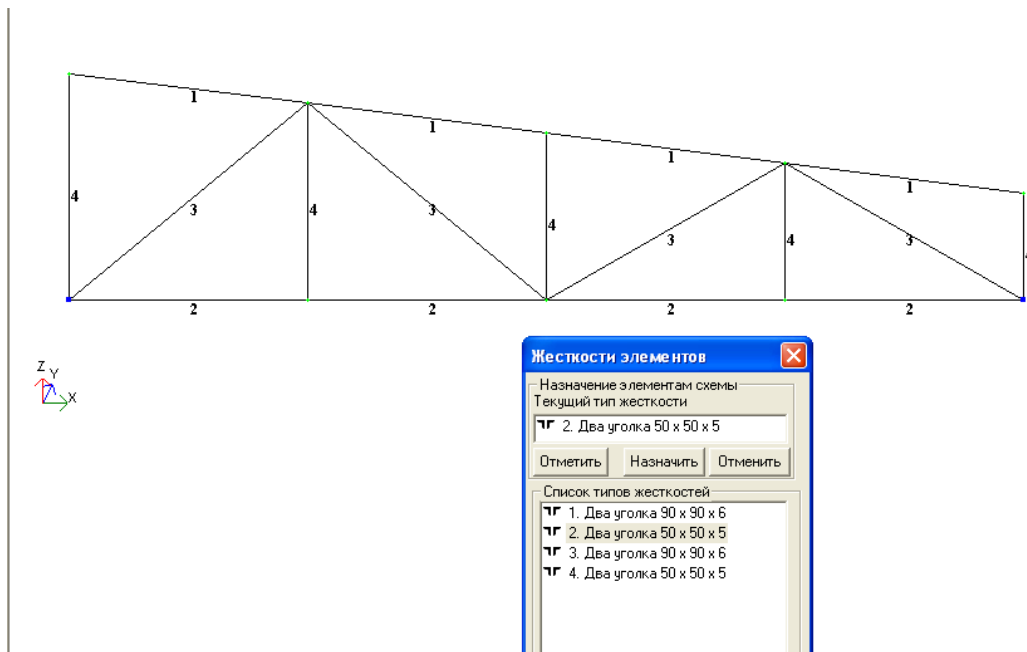 1
1
1
1
4
3
4
3
4
3
4
3
2
2
2
2
Z
Y
X
Жесткости элементов
Назначение элементам схемы
Текущий тип жесткости
2. Два уголка 50 x 50 x 5
Отметить Назначить Отменить
Список типов жесткостей
1. Два уголка 90 x 90 x 6
2. Два уголка 50 x 50 x 5
3. Два уголка 90 x 90 x 6
4. Два уголка 50 x 50 x 5